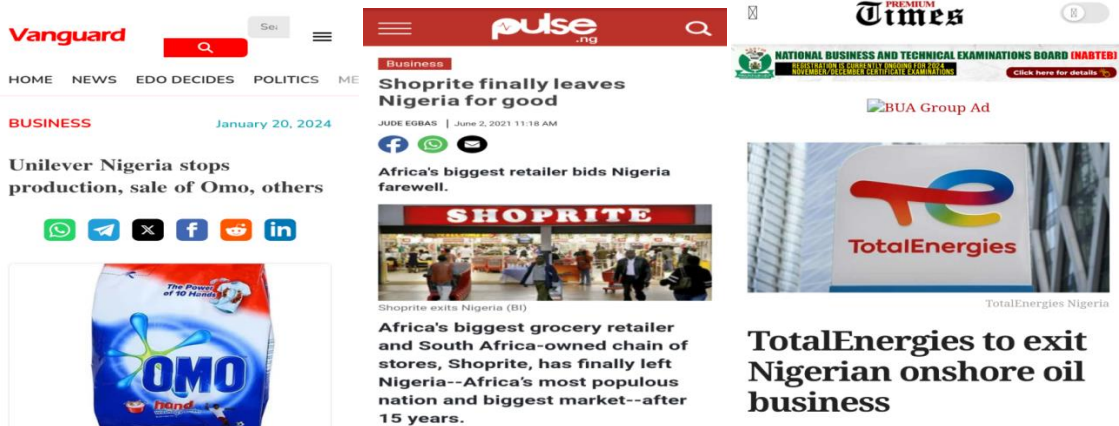 Vanguard
Sea
HOME NEWS EDO DECIDES POLITICS ME
BUSINESS
January 20, 2024
Unilever Nigeria stops
production, sale of Omo, others
The Power
of 10 Hands
OMO
hand
pulse
.ng
Business
Shoprite finally leaves
Nigeria for good
JUDE EGBAS | June 2, 2021 11:18 AM
Africa's biggest retailer bids Nigeria
farewell.
SHOPRITE
Shoprite exits Nigeria (BI)
Africa's biggest grocery retailer
and South Africa-owned chain of
stores, Shoprite, has finally left
Nigeria--Africa's most populous
nation and biggest market--after
15 years.
PREMIUM
Times
NATIONAL BUSINESS AND TECHNICAL EXAMINATIONS BOARD (NABTEB)
REGISTRATION IS CURRENTLY ONGOING FOR 2024
NOVEMBER/DECEMBER CERTIFICATE EXAMINATIONS
Click here for details
BUA Group Ad
TotalEnergies
TotalEnergies Nigeria
TotalEnergies to exit
Nigerian onshore oil
business